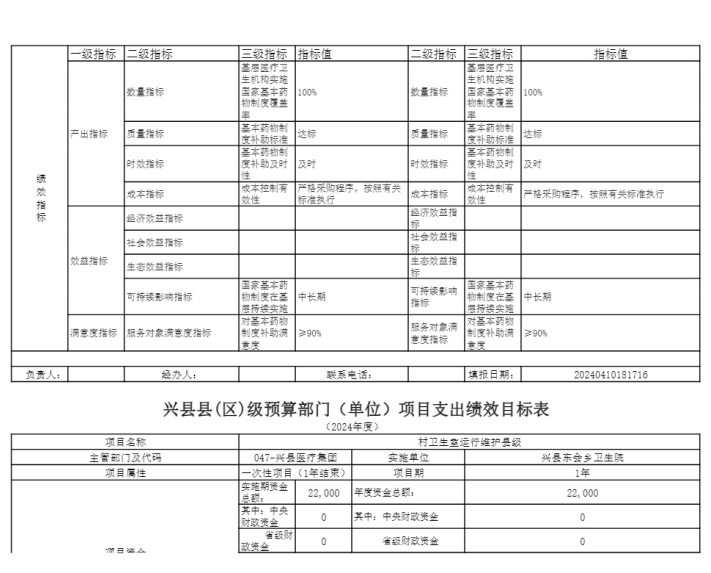 一级指标 二级指标 三级指标 指标值 二级指标 三级指标 指标值
绩效指标
产出指标 数量指标 基层医疗卫生机构实施国家基本药物制度覆盖率 100% 数量指标 基层医疗卫生机构实施国家基本药物制度覆盖率 100%
质量指标 基本药物制度补助标准 达标 质量指标 基本药物制度补助标准 达标
时效指标 基本药物制度补助及时性 及时 时效指标 基本药物制度补助及时性 及时
成本指标 成本控制有效性 严格采购程序，按照有关标准执行 成本指标 成本控制有效性 严格采购程序，按照有关标准执行
效益指标 经济效益指标 经济效益指标
社会效益指标 社会效益指标
生态效益指标 生态效益指标
可持续影响指标 国家基本药物制度在基层持续实施 中长期 可持续影响指标 国家基本药物制度在基层持续实施 中长期
满意度指标 服务对象满意度指标 对基本药物制度补助满意度 ≥90% 服务对象满意度指标 对基本药物制度补助满意度 ≥90%
负责人： 经办人： 联系电话： 填报日期： 20240410181716
兴县县(区)级预算部门（单位）项目支出绩效目标表
（2024年度）
项目名称 村卫生室运行维护县级
主管部门及代码 047-兴县医疗集团 实施单位 兴县东会乡卫生院
项目属性 一次性项目（1年结束） 项目期 1年
实施期资金总额： 22,000 年度资金总额： 22,000
其中：中央财政资金 0 其中：中央财政资金 0
省级财政资金 0 省级财政资金 0
项目资金